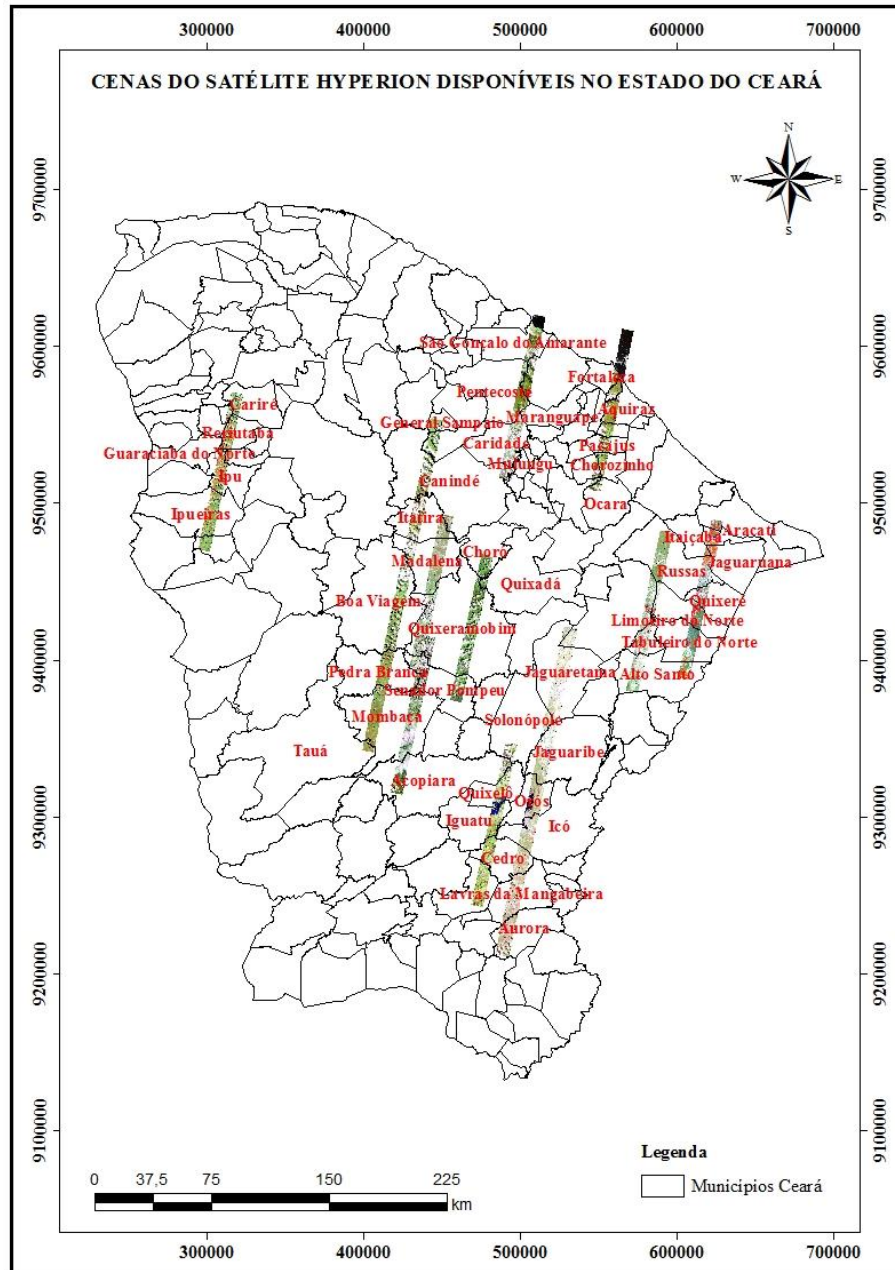 300000 400000 500000 600000 700000
CENAS DO SATÉLITE HYPERION DISPONÍVEIS NO ESTADO DO CEARÁ
N
W E
S
9700000 9700000
9600000 9600000
São Gonçalo do Amarante
Fortaleza
Pentecoste
Cariré
Aquiraz
General Sampaio
Maranguape
Reriutaba
Caridade
Pacajus
Guaraciaba do Norte
Mulungu
Chorozinho
Ipu
Canindé
9500000 9500000
Ocara
Ipueiras
Itatira
Aracati
Itaiçaba
Choró
Madalena
Jaguaruana
Quixadá
Russas
Boa Viagem
Quixeré
Limoeiro do Norte
Quixeramobim
Tabuleiro do Norte
9400000 9400000
Pedra Branca
Jaguaretama
Alto Santo
Senador Pompeu
Mombaça
Solonópole
Tauá
Jaguaribe
Acopiara
Quixelô
Orós
9300000 9300000
Iguatu
Icó
Cedro
Lavras da Mangabeira
Aurora
9200000 9200000
9100000 9100000
Legenda
Municipios Ceará
0 37,5 75 150 225
km
300000 400000 500000 600000 700000